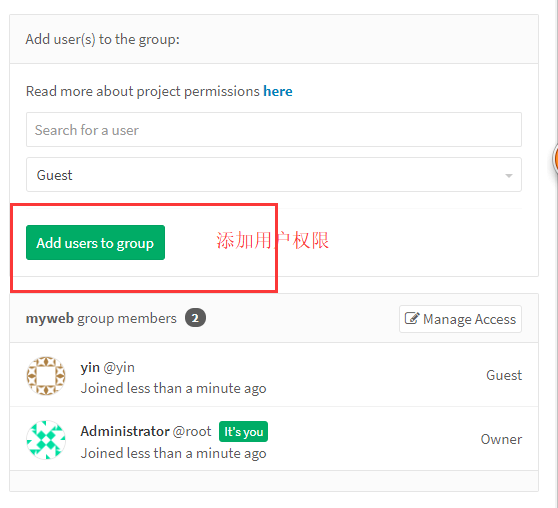 Add user(s) to the group:
Read more about project permissions here
Search for a user
Guest
Add users to group
添加用户权限
myweb group members 2
Manage Access
yin @yin
Joined less than a minute ago
Guest
Administrator @root It's you
Joined less than a minute ago
Owner